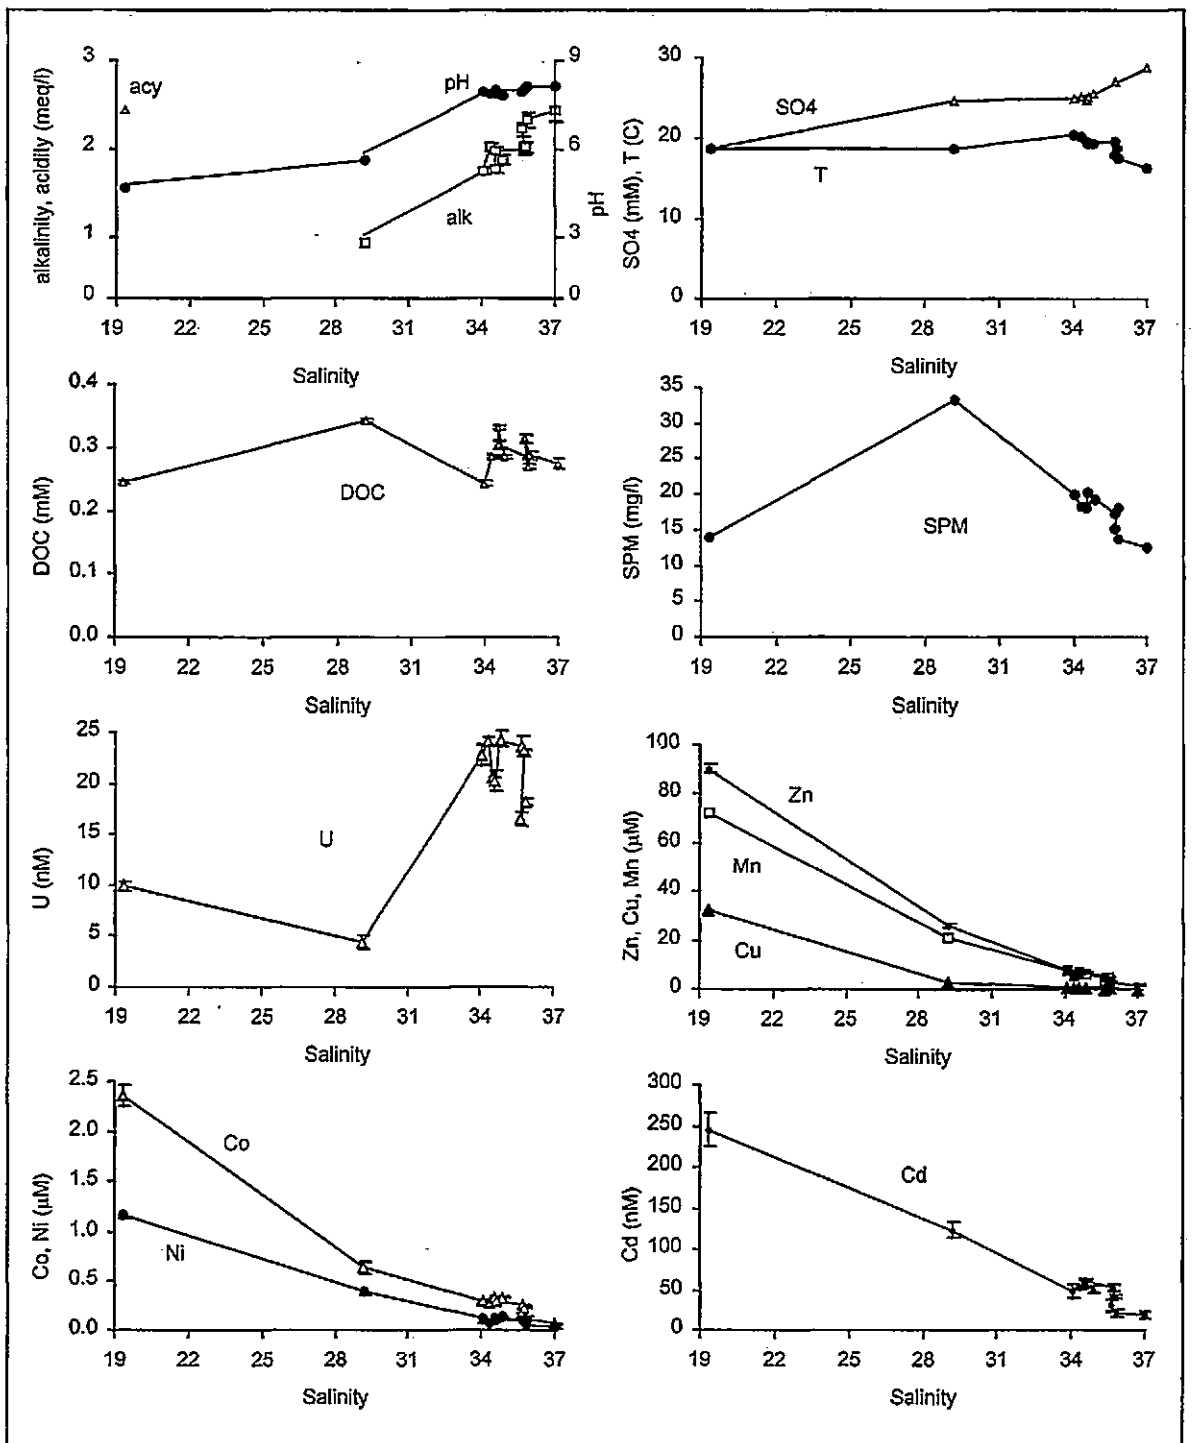 alkalinity, acidity (meq/l)
3
2
1
0
acy
pH
alk
9
6
3
0
pH
19 22 25 28 31 34 37
Salinity
SO4 (mM), T (C)
30
20
10
0
SO4
T
19 22 25 28 31 34 37
Salinity
DOC (mM)
0.4
0.3
0.2
0.1
0.0
DOC
19 22 25 28 31 34 37
Salinity
SPM (mg/l)
35
30
25
20
15
10
5
0
SPM
19 22 25 28 31 34 37
Salinity
U (nM)
25
20
15
10
5
0
U
19 22 25 28 31 34 37
Salinity
Zn, Cu, Mn (µM)
100
80
60
40
20
0
Zn
Mn
Cu
19 22 25 28 31 34 37
Salinity
Co, Ni (µM)
2.5
2.0
1.5
1.0
0.5
0.0
Co
Ni
19 22 25 28 31 34 37
Salinity
Cd (nM)
300
250
200
150
100
50
0
Cd
19 22 25 28 31 34 37
Salinity